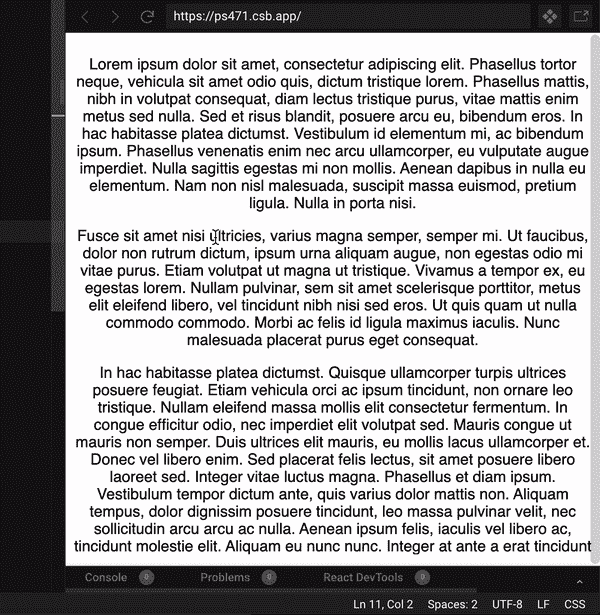 https://ps471.csb.app/
Lorem ipsum dolor sit amet, consectetur adipiscing elit. Phasellus tortor
neque, vehicula sit amet odio quis, dictum tristique lorem. Phasellus mattis,
nibh in volutpat consequat, diam lectus tristique purus, vitae mattis enim
metus sed nulla. Sed et risus blandit, posuere arcu eu, bibendum eros. In
hac habitasse platea dictumst. Vestibulum id elementum mi, ac bibendum
ipsum. Phasellus venenatis enim nec arcu ullamcorper, eu vulputate augue
imperdiet. Nulla sagittis egestas mi non mollis. Aenean dapibus in nulla eu
elementum. Nam non nisl malesuada, suscipit massa euismod, pretium
ligula. Nulla in porta nisi.
Fusce sit amet nisi ultricies, varius magna semper, semper mi. Ut faucibus,
dolor non rutrum dictum, ipsum urna aliquam augue, non egestas odio mi
vitae purus. Etiam volutpat ut magna ut tristique. Vivamus a tempor ex, eu
egestas lorem. Nullam pulvinar, sem sit amet scelerisque porttitor, metus
elit eleifend libero, vel tincidunt nibh nisi sed eros. Ut quis quam ut nulla
commodo commodo. Morbi ac felis id ligula maximus iaculis. Nunc
malesuada placerat purus eget consequat.
In hac habitasse platea dictumst. Quisque ullamcorper turpis ultrices
posuere feugiat. Etiam vehicula orci ac ipsum tincidunt, non ornare leo
tristique. Nullam eleifend massa mollis elit consectetur fermentum. In
congue efficitur odio, nec imperdiet elit volutpat sed. Mauris congue ut
mauris non semper. Duis ultrices elit mauris, eu mollis lacus ullamcorper et.
Donec vel libero enim. Sed placerat felis lectus, sit amet posuere libero
laoreet sed. Integer vitae luctus magna. Phasellus et diam ipsum.
Vestibulum tempor dictum ante, quis varius dolor mattis non. Aliquam
tempus, dolor dignissim posuere tincidunt, leo massa pulvinar velit, nec
sollicitudin arcu arcu ac nulla. Aenean ipsum felis, iaculis vel libero ac,
tincidunt molestie elit. Aliquam eu nunc nunc. Integer at ante a erat tincidunt
Console 0 Problems 0 React DevTools 0
Ln 11, Col 2 Spaces: 2 UTF-8 LF CSS